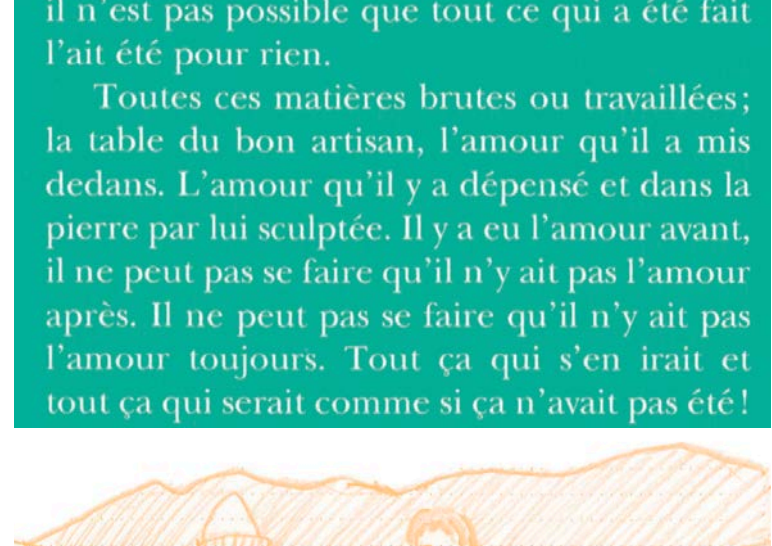 il n’est pas possible que tout ce qui a été fait
l’ait été pour rien.
Toutes ces matières brutes ou travaillées;
la table du bon artisan, l’amour qu’il a mis
dedans. L’amour qu’il y a dépensé et dans la
pierre par lui sculptée. Il y a eu l’amour avant,
il ne peut pas se faire qu’il n’y ait pas l’amour
après. Il ne peut pas se faire qu’il n’y ait pas
l’amour toujours. Tout ça qui s’en irait et
tout ça qui serait comme si ça n’avait pas été!